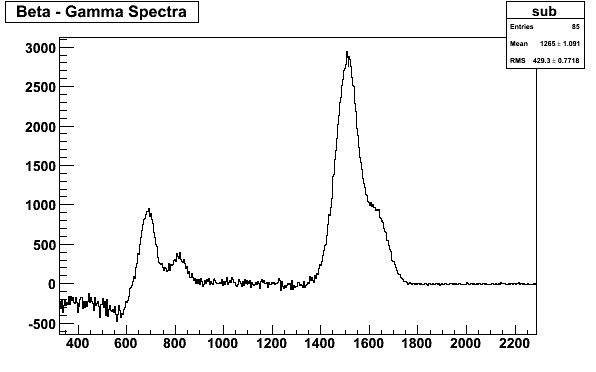 Beta - Gamma Spectra
sub
Entries 85
Mean 1265 ± 1.091
RMS 429.3 ± 0.7718
3000
2500
2000
1500
1000
500
0
-500
400 600 800 1000 1200 1400 1600 1800 2000 2200